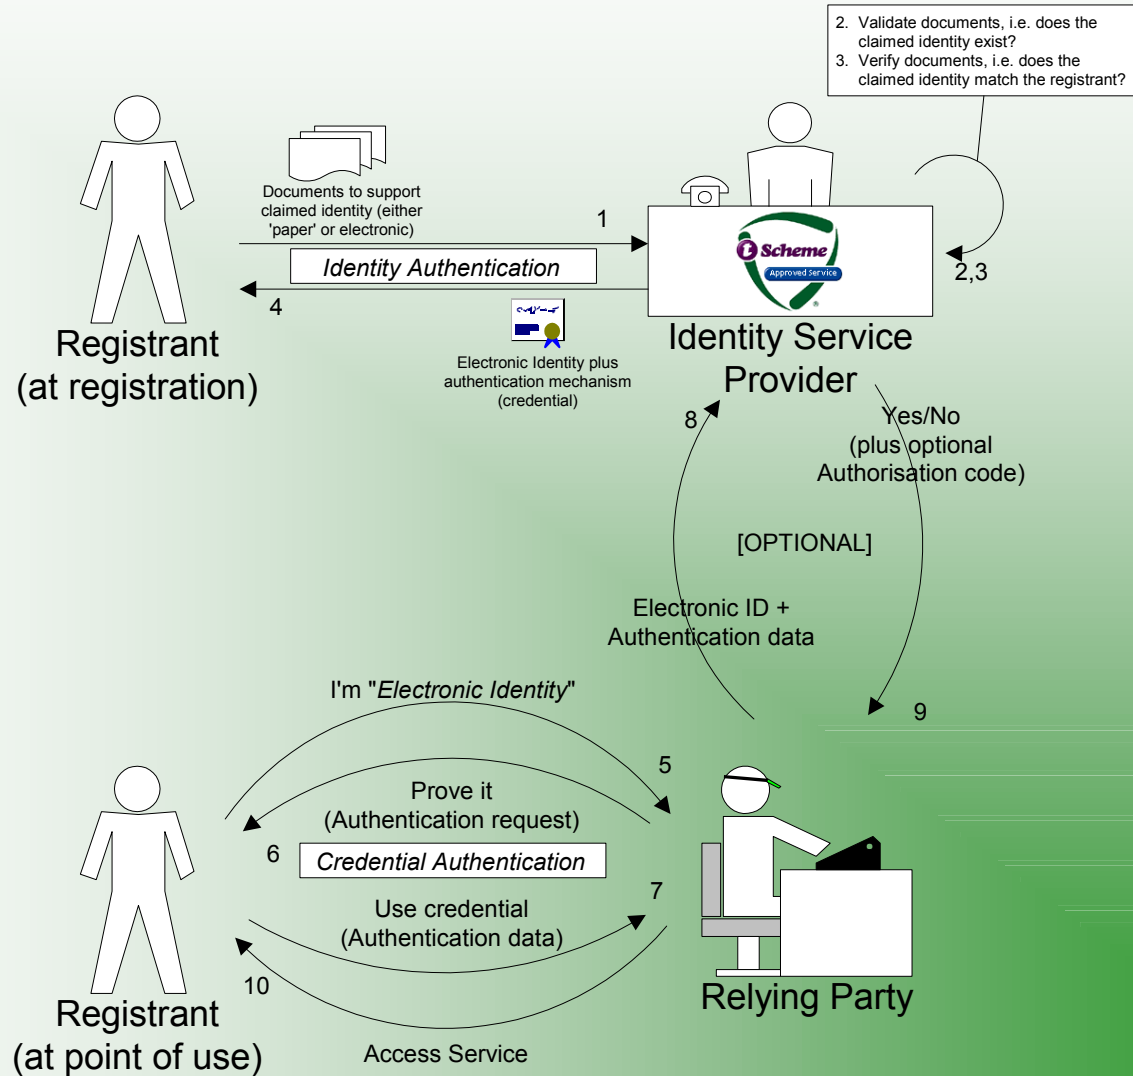 2. Validate documents, i.e. does the
claimed identity exist?
3. Verify documents, i.e. does the
claimed identity match the registrant?
Documents to support
claimed identity (either
'paper' or electronic)
1
Identity Authentication
4
t Scheme
Approved Service
®
2,3
Registrant
(at registration)
Electronic Identity plus
authentication mechanism
(credential)
Identity Service
Provider
8
Yes/No
(plus optional
Authorisation code)
[OPTIONAL]
Electronic ID +
Authentication data
I'm "Electronic Identity"
9
5
Prove it
(Authentication request)
6
Credential Authentication
7
Use credential
(Authentication data)
10
Registrant
(at point of use)
Relying Party
Access Service